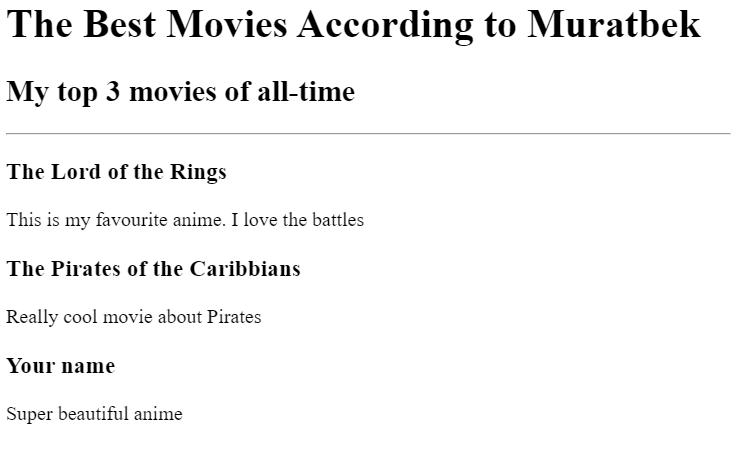 The Best Movies According to Muratbek
My top 3 movies of all-time
The Lord of the Rings
This is my favourite anime. I love the battles
The Pirates of the Caribbians
Really cool movie about Pirates
Your name
Super beautiful anime